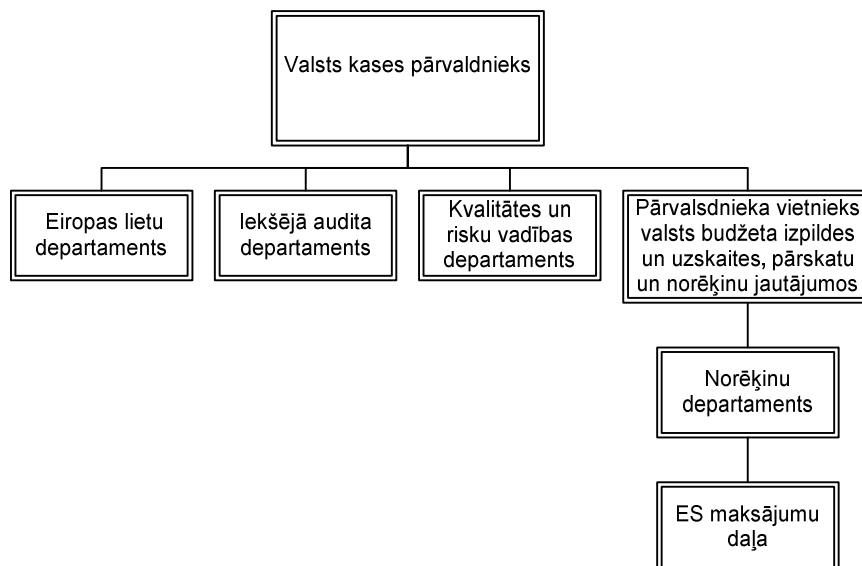 Valsts kases pārvaldnieks
Eiropas lietu
departaments
Iekšējā audita
departaments
Kvalitātes un
risku vadības
departaments
Pārvalsdnieka vietnieks
valsts budžeta izpildes
un uzskaites, pārskatu
un norēķinu jautājumos
Norēķinu
departaments
ES maksājumu
daļa